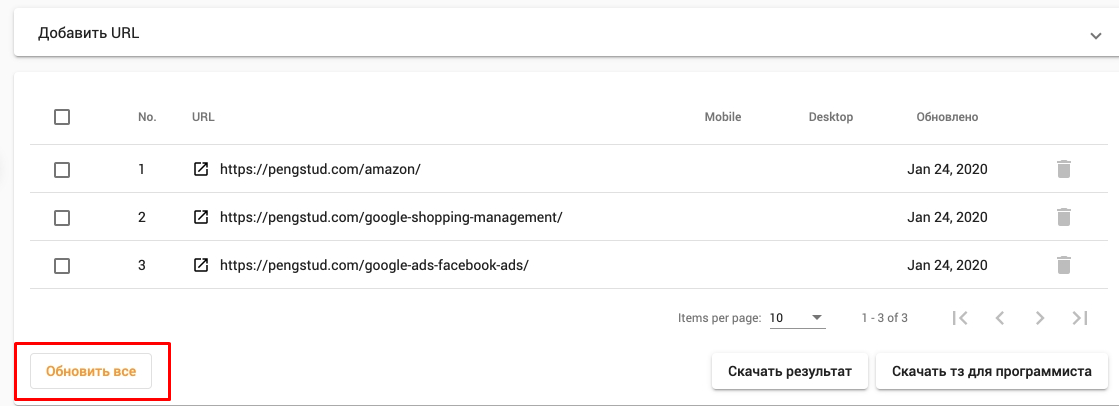 Добавить URL
No. URL Mobile Desktop Обновлено
1 https://pengstud.com/amazon/ Jan 24, 2020
2 https://pengstud.com/google-shopping-management/ Jan 24, 2020
3 https://pengstud.com/google-ads-facebook-ads/ Jan 24, 2020
Items per page: 10 1 - 3 of 3
Обновить все Скачать результат Скачать тз для программиста